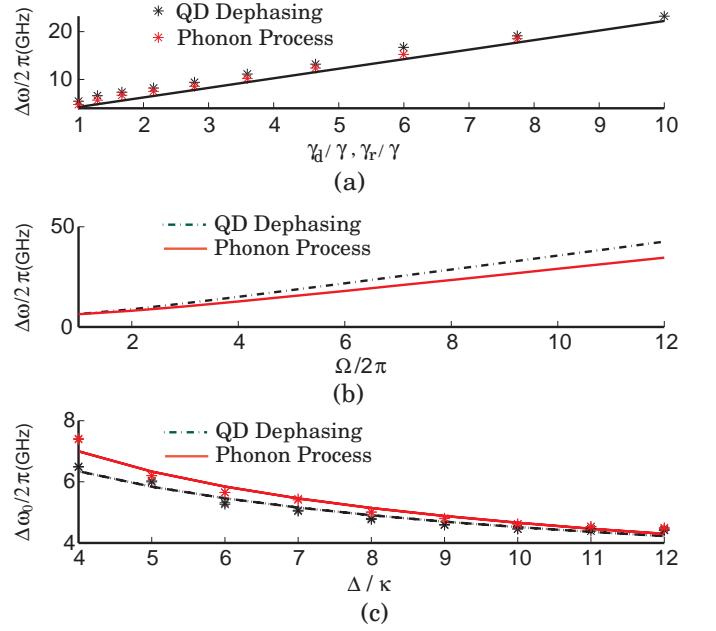 20
10
Δω/2π(GHz)
* QD Dephasing
* Phonon Process
1 2 3 4 5 6 7 8 9 10
γd/γ, γr/γ
(a)
50
0
Δω/2π(GHz)
QD Dephasing
Phonon Process
2 4 6 8 10 12
Ω/2π
(b)
8
6
4
Δω₀/2π(GHz)
QD Dephasing
Phonon Process
4 5 6 7 8 9 10 11 12
Δ/κ
(c)